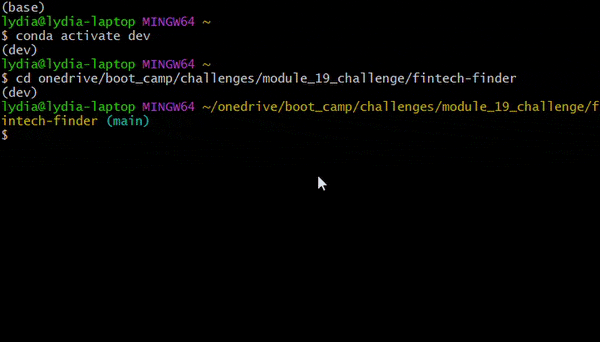 (base)
lydia@lydia-laptop MINGW64 ~
$ conda activate dev
(dev)
lydia@lydia-laptop MINGW64 ~
$ cd onedrive/boot_camp/challenges/module_19_challenge/fintech-finder
(dev)
lydia@lydia-laptop MINGW64 ~/onedrive/boot_camp/challenges/module_19_challenge/f
intech-finder (main)
$